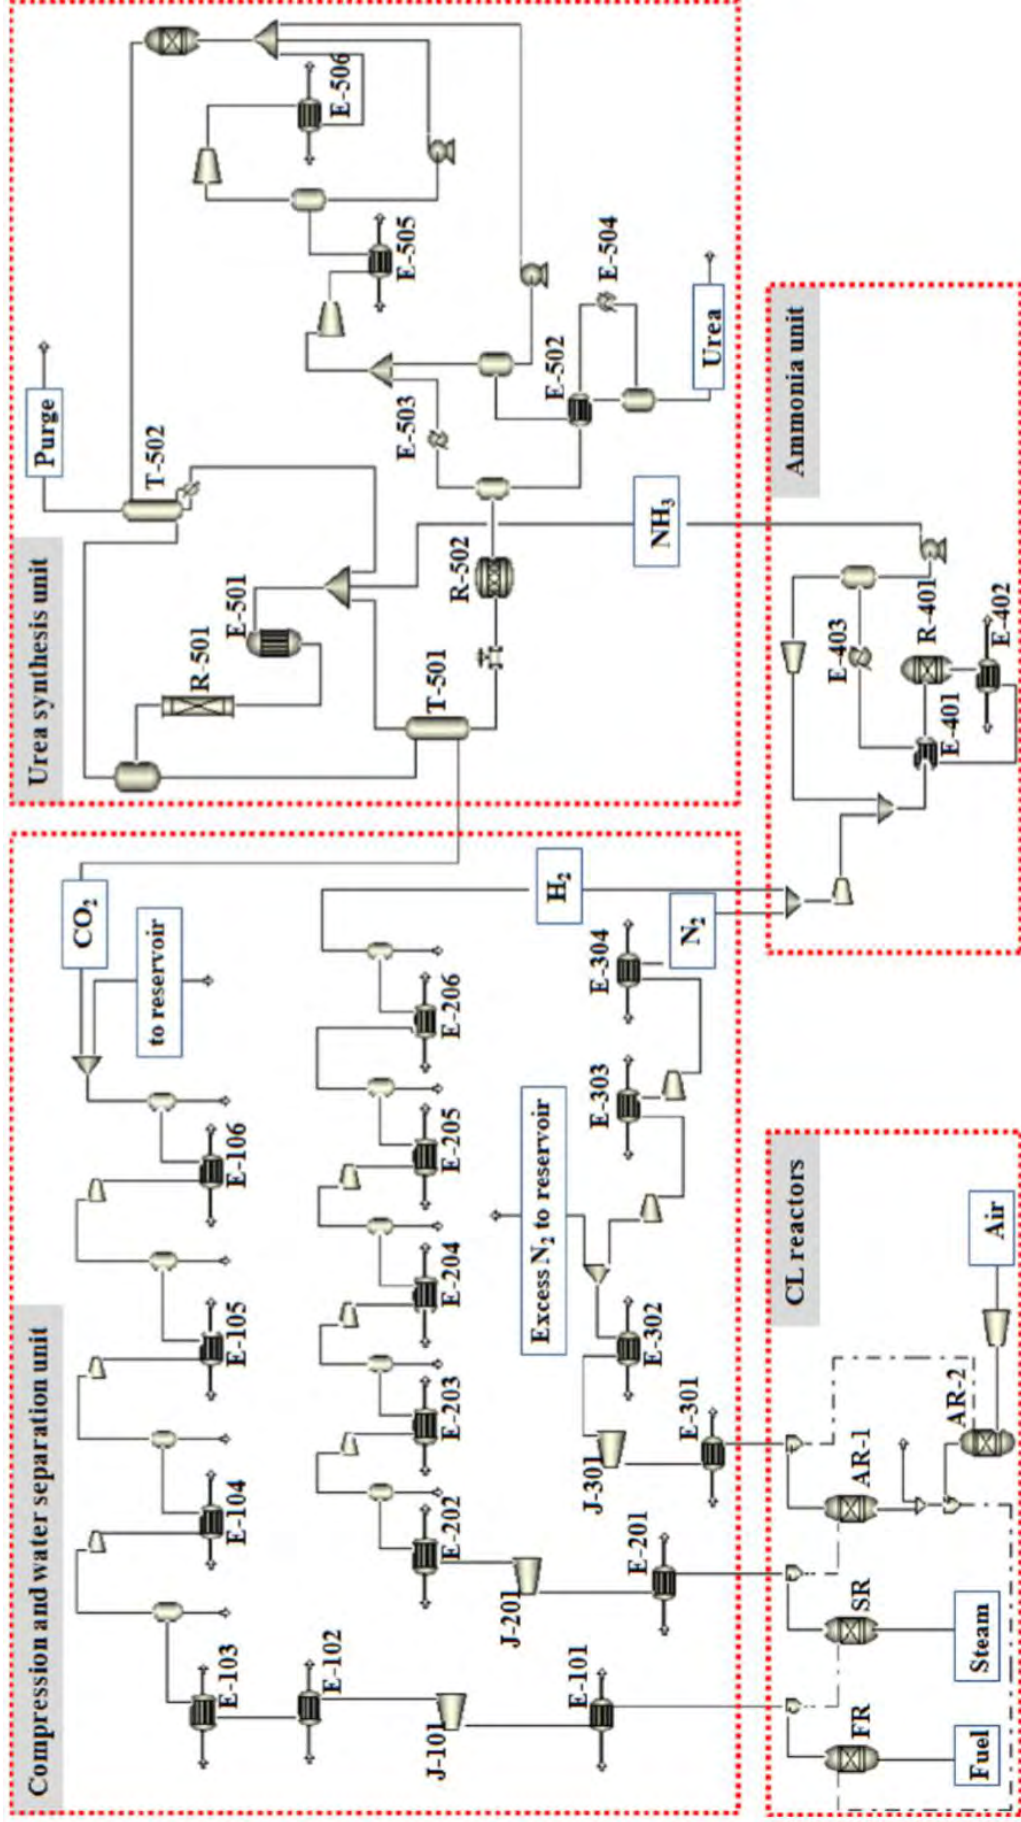 Compression and water separation unit
E-103
E-102
J-101
E-101
E-104
E-105
E-106
CO₂
to reservoir
E-202
E-203
E-204
E-205
E-206
J-201
E-201
H₂
Excess N₂ to reservoir
J-301
E-301
E-302
E-303
E-304
N₂
Urea synthesis unit
R-501
E-501
T-501
T-502
Purge
R-502
E-503
E-502
E-504
E-505
E-506
NH₃
Urea
CL reactors
FR
Fuel
SR
Steam
AR-1
AR-2
Air
Ammonia unit
E-401
R-401
E-402
E-403